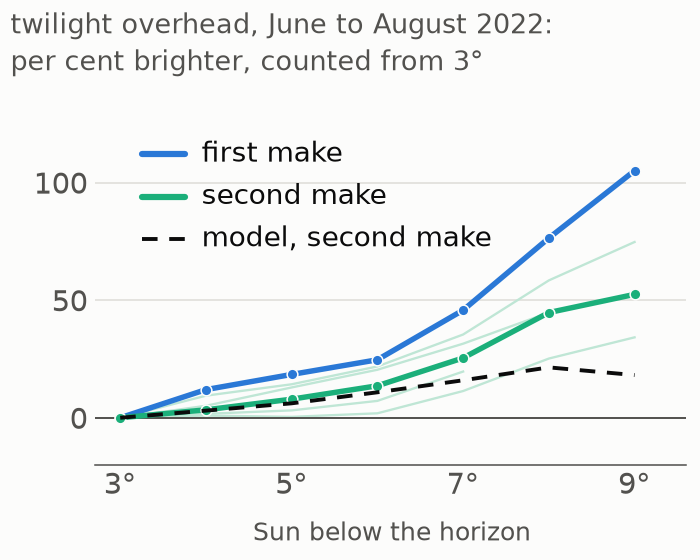 twilight overhead, June to August 2022:
per cent brighter, counted from 3°
first make
second make
model, second make
100
50
0
3°
5°
7°
9°
Sun below the horizon